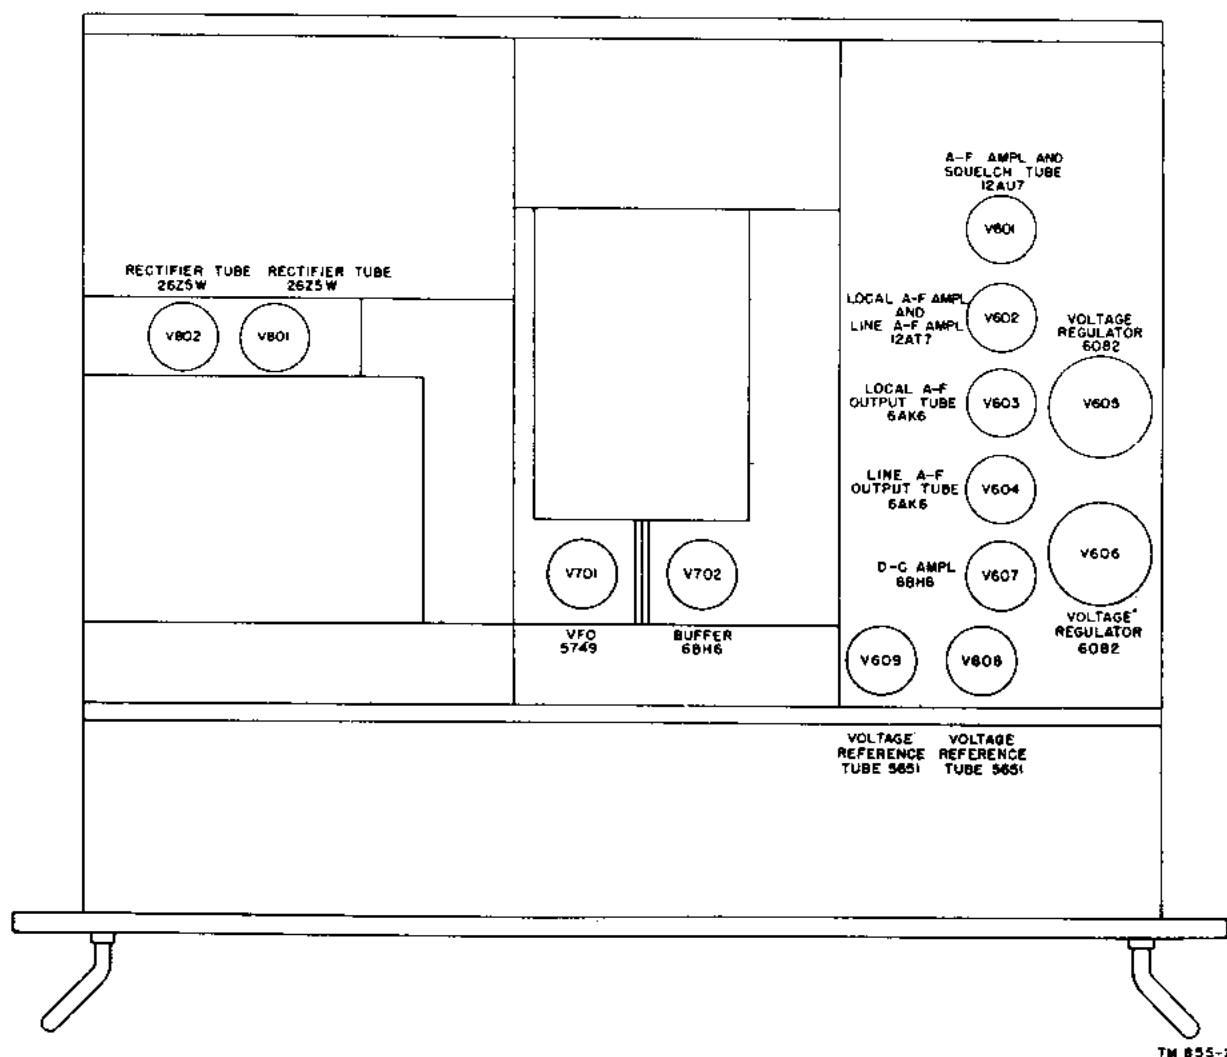 A-F AMPL AND
SQUELCH TUBE
12AU7
V601
RECTIFIER TUBE
26Z5W
RECTIFIER TUBE
26Z5W
V802
V801
LOCAL A-F AMPL
AND
LINE A-F AMPL
12AT7
V602
VOLTAGE
REGULATOR
6082
LOCAL A-F
OUTPUT TUBE
6AK6
V603
V605
LINE A-F
OUTPUT TUBE
6AK6
V604
V606
VOLTAGE
REGULATOR
6082
D-C AMPL
6BH6
V607
V701
V702
VFO
5749
BUFFER
6BH6
V609
V608
VOLTAGE
REFERENCE
TUBE 5651
VOLTAGE
REFERENCE
TUBE 5651
TM 855-